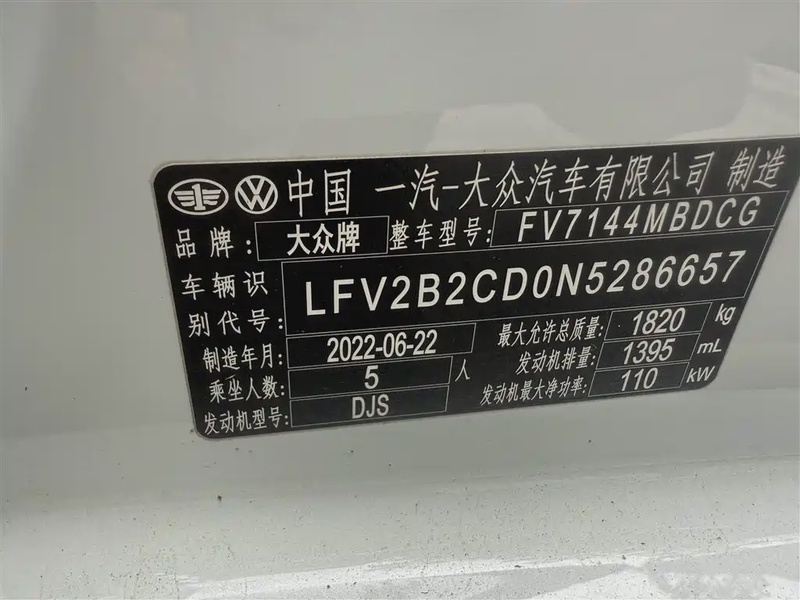 中国 一汽-大众汽车有限公司 制造
品牌: 大众牌 整车型号: FV7144MBDCG
车辆识别代号: LFV2B2CD0N5286657
制造年月: 2022-06-22 最大允许总质量: 1820 kg
乘坐人数: 5 人 发动机排量: 1395 mL
发动机型号: DJS 发动机最大净功率: 110 kW